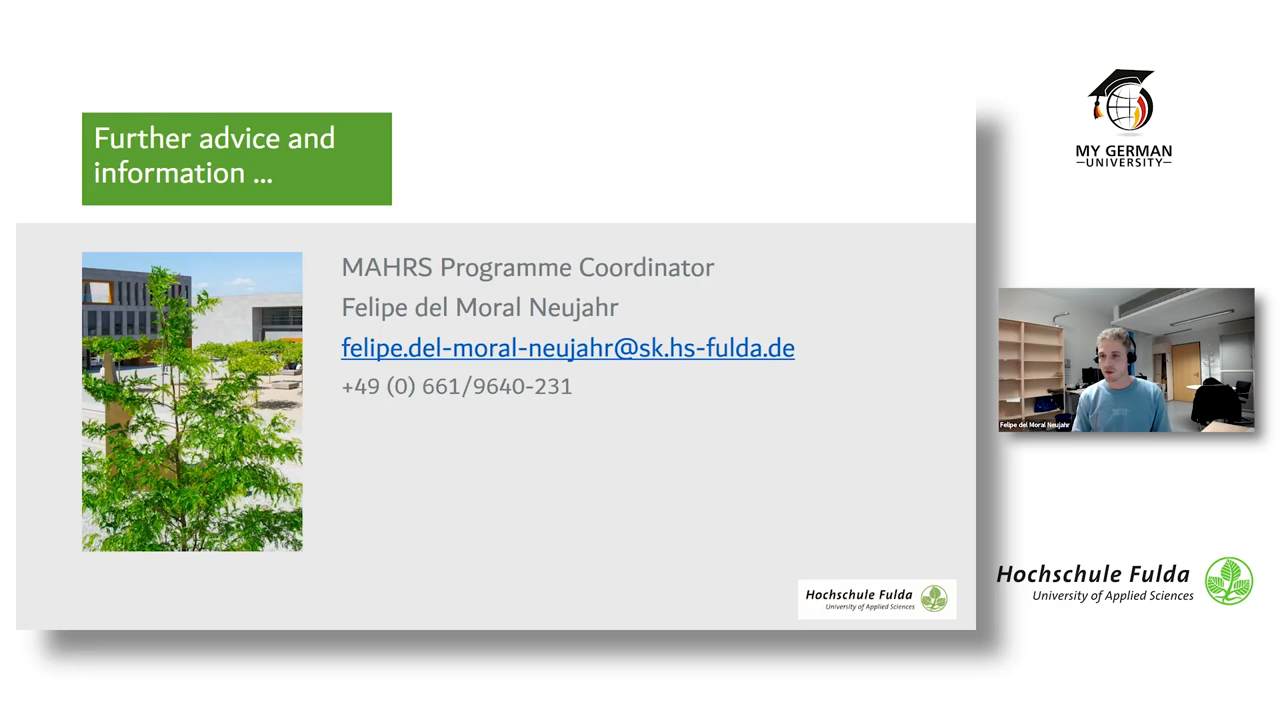 Further advice and
information ...
MAHRS Programme Coordinator
Felipe del Moral Neujahr
felipe.del-moral-neujahr@sk.hs-fulda.de
+49 (0) 661/9640-231
Hochschule Fulda
University of Applied Sciences
MY GERMAN
UNIVERSITY
Felipe del Moral Neujahr
Hochschule Fulda
University of Applied Sciences